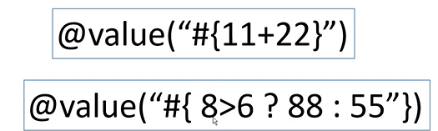 @value(“#{11+22}”)
@value(“#{ 8>6 ? 88 : 55”})